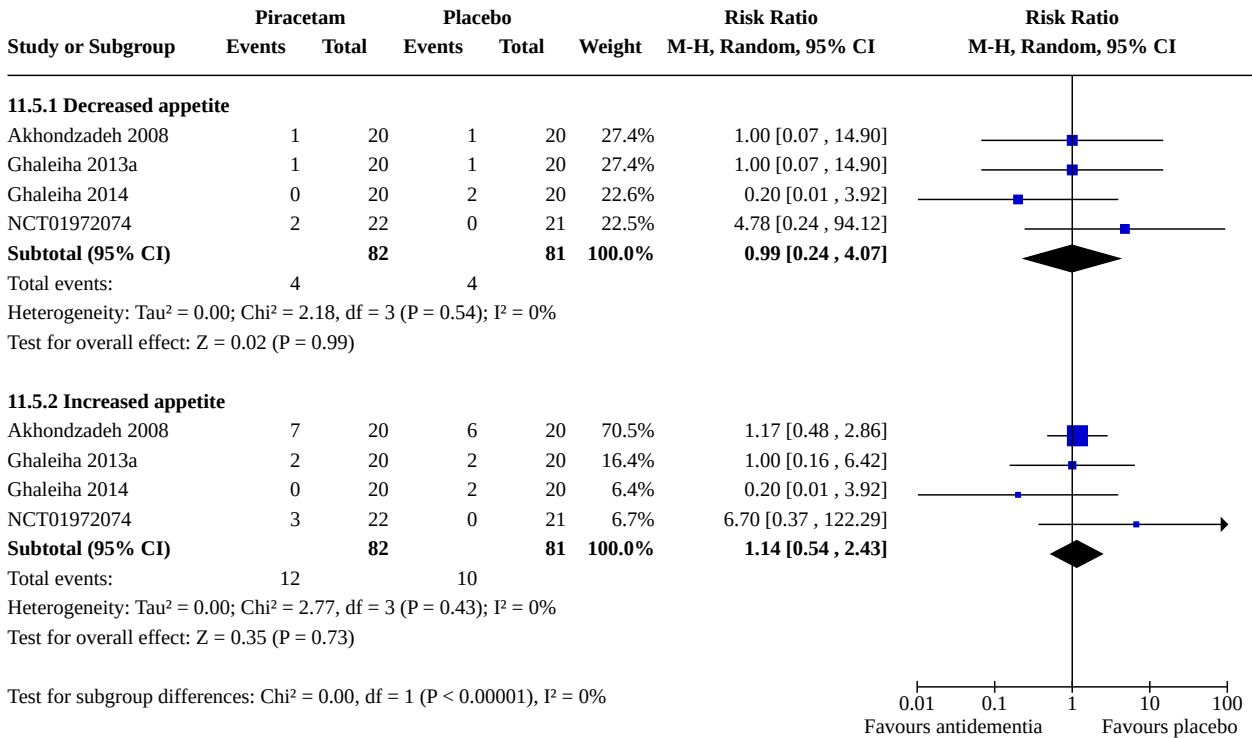 Piracetam Placebo Risk Ratio Risk Ratio
Study or Subgroup Events Total Events Total Weight M-H, Random, 95% CI M-H, Random, 95% CI
11.5.1 Decreased appetite
Akhondzadeh 2008 1 20 1 20 27.4% 1.00 [0.07 , 14.90]
Ghaleiha 2013a 1 20 1 20 27.4% 1.00 [0.07 , 14.90]
Ghaleiha 2014 0 20 2 20 22.6% 0.20 [0.01 , 3.92]
NCT01972074 2 22 0 21 22.5% 4.78 [0.24 , 94.12]
Subtotal (95% CI) 82 81 100.0% 0.99 [0.24 , 4.07]
Total events: 4 4
Heterogeneity: Tau² = 0.00; Chi² = 2.18, df = 3 (P = 0.54); I² = 0%
Test for overall effect: Z = 0.02 (P = 0.99)
11.5.2 Increased appetite
Akhondzadeh 2008 7 20 6 20 70.5% 1.17 [0.48 , 2.86]
Ghaleiha 2013a 2 20 2 20 16.4% 1.00 [0.16 , 6.42]
Ghaleiha 2014 0 20 2 20 6.4% 0.20 [0.01 , 3.92]
NCT01972074 3 22 0 21 6.7% 6.70 [0.37 , 122.29]
Subtotal (95% CI) 82 81 100.0% 1.14 [0.54 , 2.43]
Total events: 12 10
Heterogeneity: Tau² = 0.00; Chi² = 2.77, df = 3 (P = 0.43); I² = 0%
Test for overall effect: Z = 0.35 (P = 0.73)
Test for subgroup differences: Chi² = 0.00, df = 1 (P < 0.00001), I² = 0%
0.01 0.1 1 10 100
Favours antidementia Favours placebo